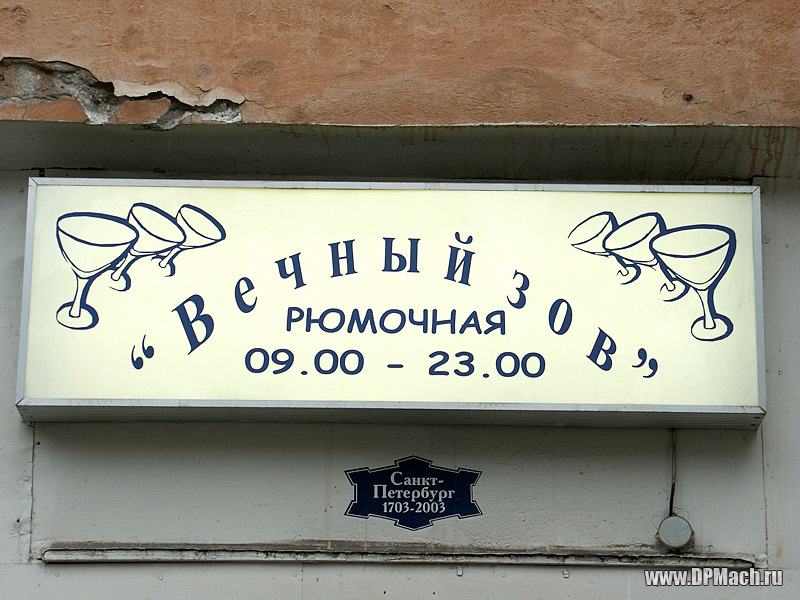 “Вечный зов”
РЮМОЧНАЯ
09.00 - 23.00
Санкт-
Петербург
1703-2003
www.DPMach.ru